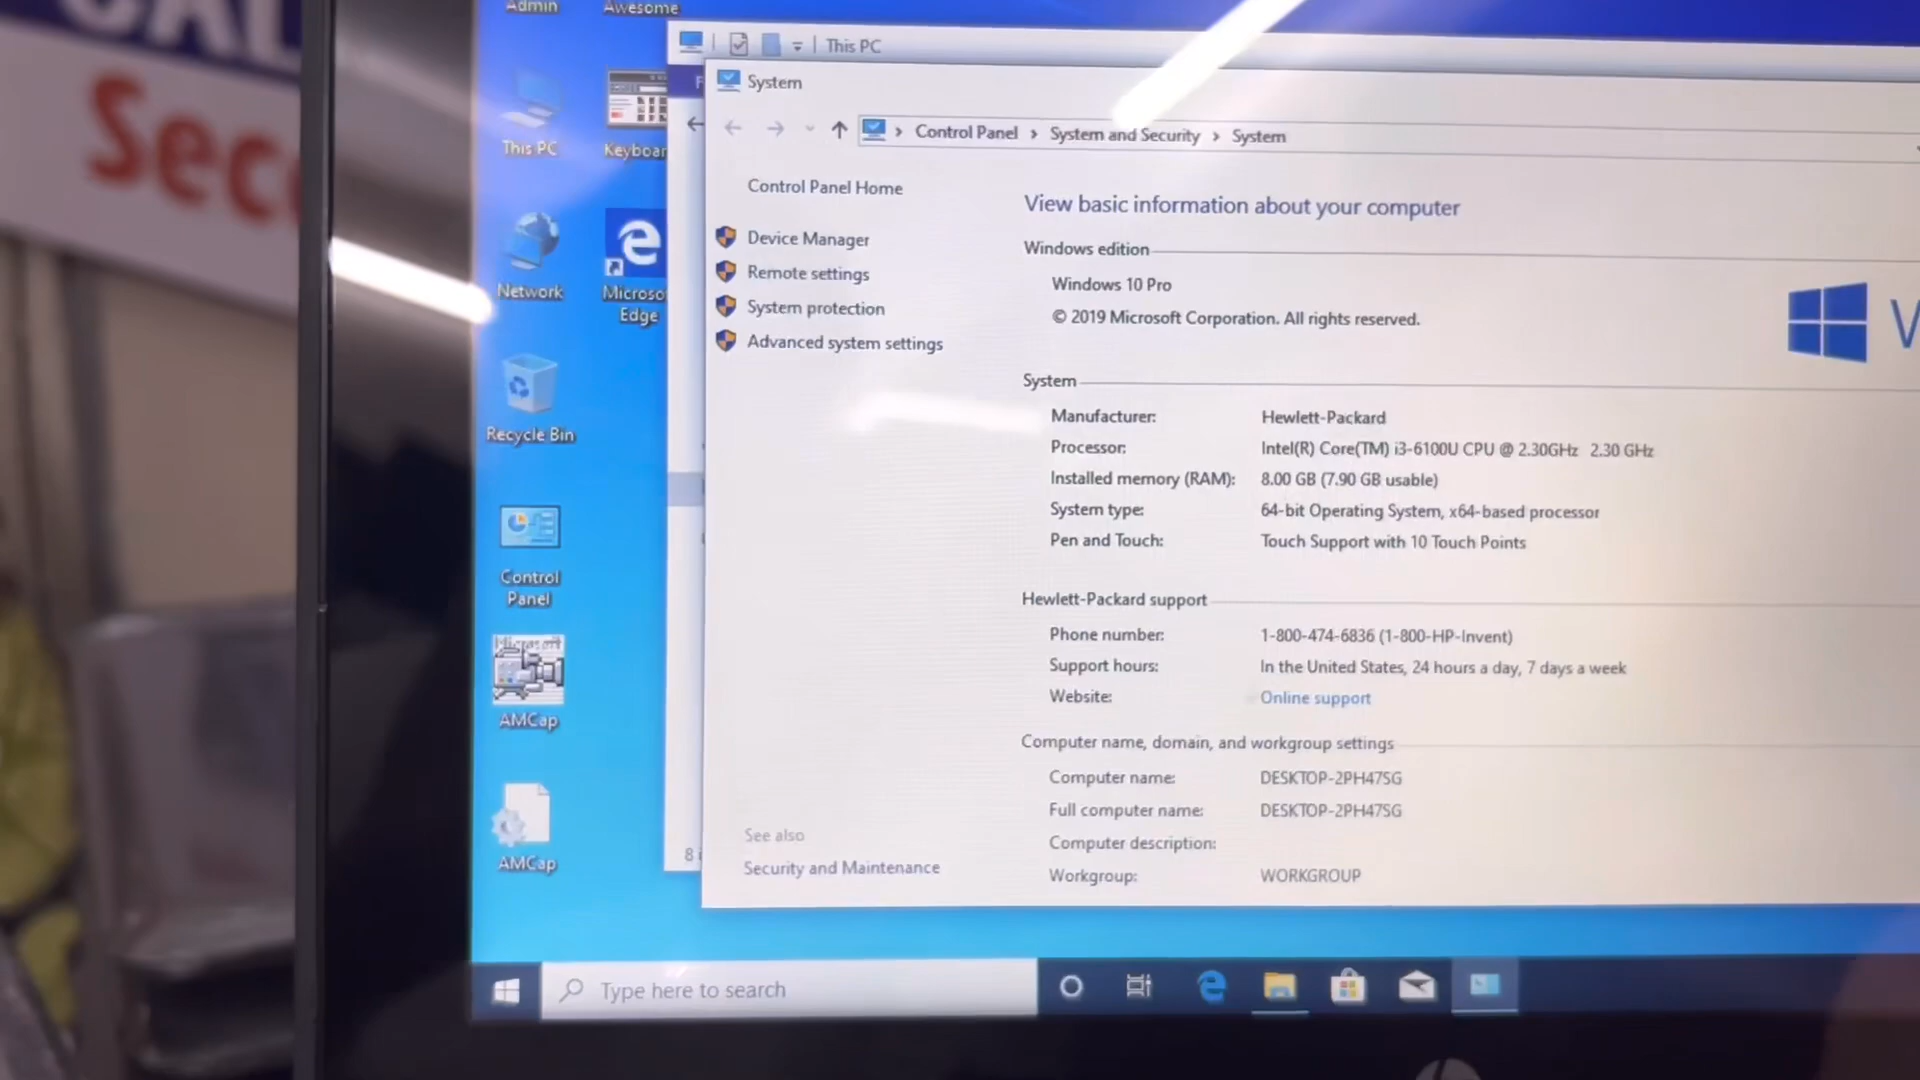 Admin
Awesome
This PC
System
Control Panel > System and Security > System
This PC
Network
Recycle Bin
Control
Panel
AMCap
AMCap
Edge
Control Panel Home
Device Manager
Remote settings
System protection
Advanced system settings
See also
Security and Maintenance
View basic information about your computer
Windows edition
Windows 10 Pro
© 2019 Microsoft Corporation. All rights reserved.
System
Manufacturer: Hewlett-Packard
Processor: Intel(R) Core(TM) i3-6100U CPU @ 2.30GHz 2.30 GHz
Installed memory (RAM): 8.00 GB (7.90 GB usable)
System type: 64-bit Operating System, x64-based processor
Pen and Touch: Touch Support with 10 Touch Points
Hewlett-Packard support
Phone number: 1-800-474-6836 (1-800-HP-Invent)
Support hours: In the United States, 24 hours a day, 7 days a week
Website: Online support
Computer name, domain, and workgroup settings
Computer name: DESKTOP-2PH47SG
Full computer name: DESKTOP-2PH47SG
Computer description:
Workgroup: WORKGROUP
Type here to search